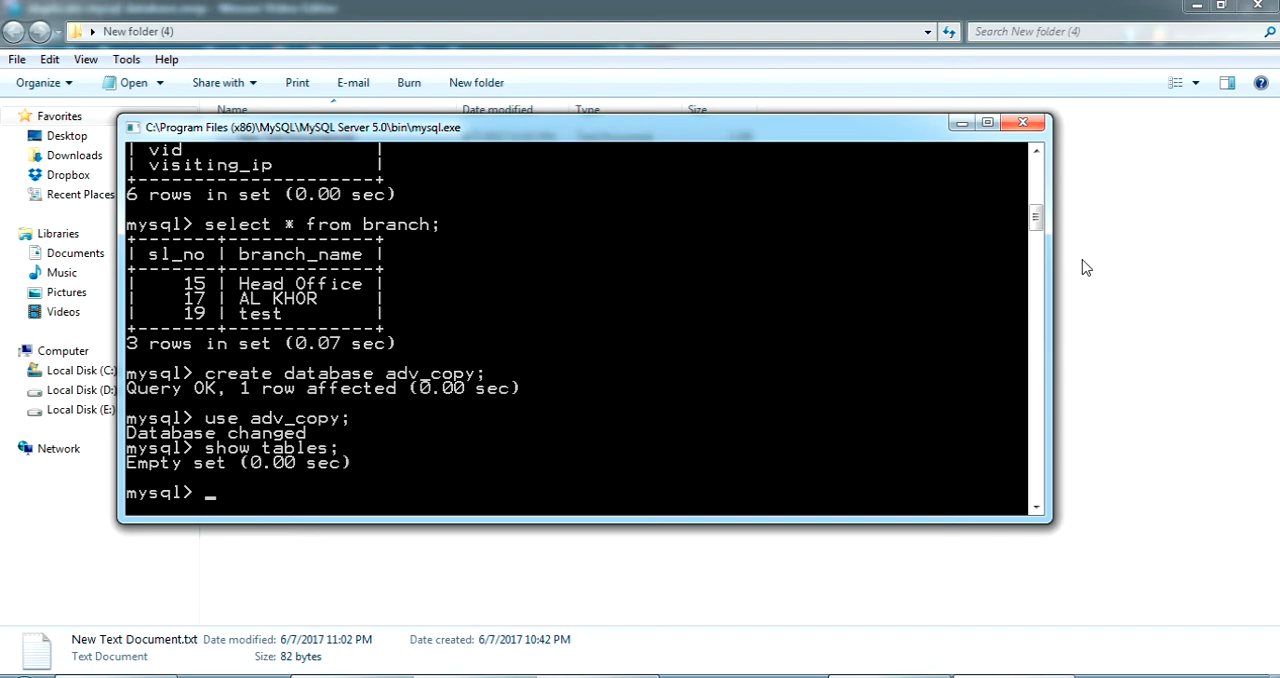 New folder (4)
Search New folder (4)
File Edit View Tools Help
Organize Open Share with Print E-mail Burn New folder
Favorites
Desktop
Downloads
Dropbox
Recent Places
Libraries
Documents
Music
Pictures
Videos
Computer
Local Disk (C:)
Local Disk (D:)
Local Disk (E:)
Network
Name Date modified Type Size
C:\Program Files (x86)\MySQL\MySQL Server 5.0\bin\mysql.exe
| vid |
| visiting_ip |
+----------------------+
6 rows in set (0.00 sec)
mysql> select * from branch;
+-------+-------------+
| sl_no | branch_name |
+-------+-------------+
| 15 | Head Office |
| 17 | AL KHOR |
| 19 | test |
+-------+-------------+
3 rows in set (0.07 sec)
mysql> create database adv_copy;
Query OK, 1 row affected (0.00 sec)
mysql> use adv_copy;
Database changed
mysql> show tables;
Empty set (0.00 sec)
mysql> _
New Text Document.txt Date modified: 6/7/2017 11:02 PM Date created: 6/7/2017 10:42 PM
Text Document Size: 82 bytes